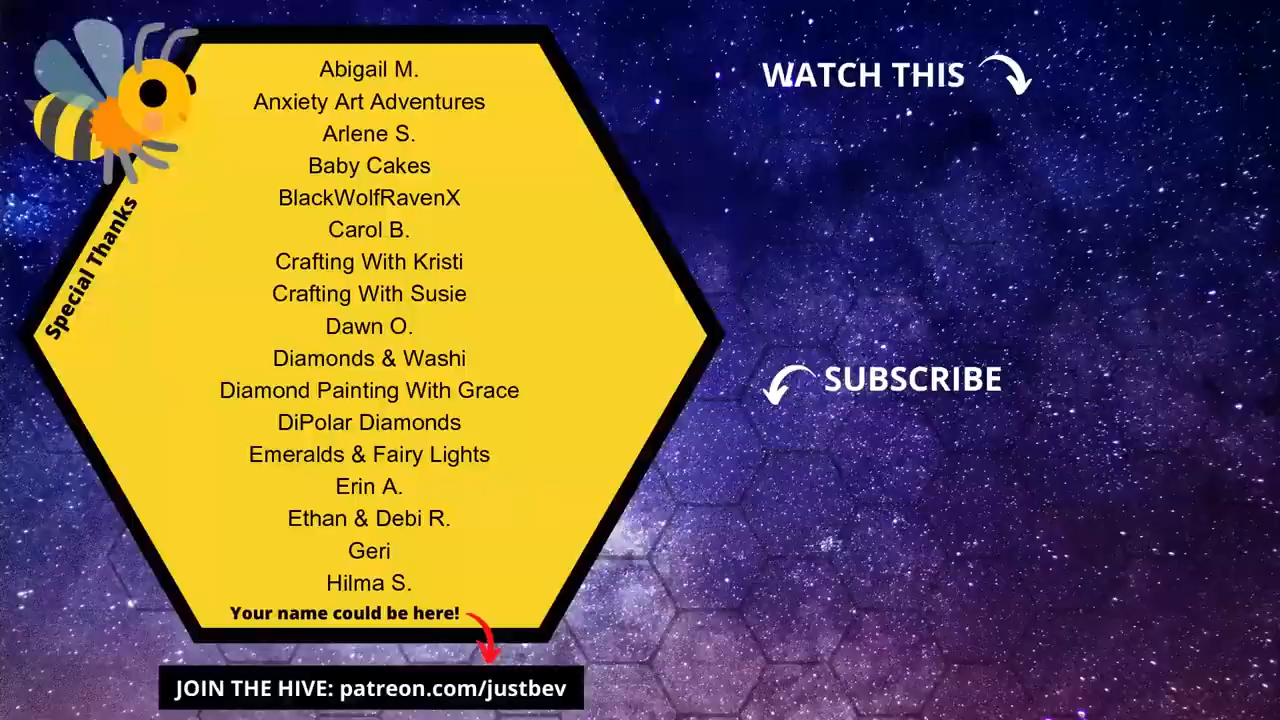 Special Thanks
Abigail M.
Anxiety Art Adventures
Arlene S.
Baby Cakes
BlackWolfRavenX
Carol B.
Crafting With Kristi
Crafting With Susie
Dawn O.
Diamonds & Washi
Diamond Painting With Grace
DiPolar Diamonds
Emeralds & Fairy Lights
Erin A.
Ethan & Debi R.
Geri
Hilma S.
Your name could be here!
JOIN THE HIVE: patreon.com/justbev
WATCH THIS
SUBSCRIBE